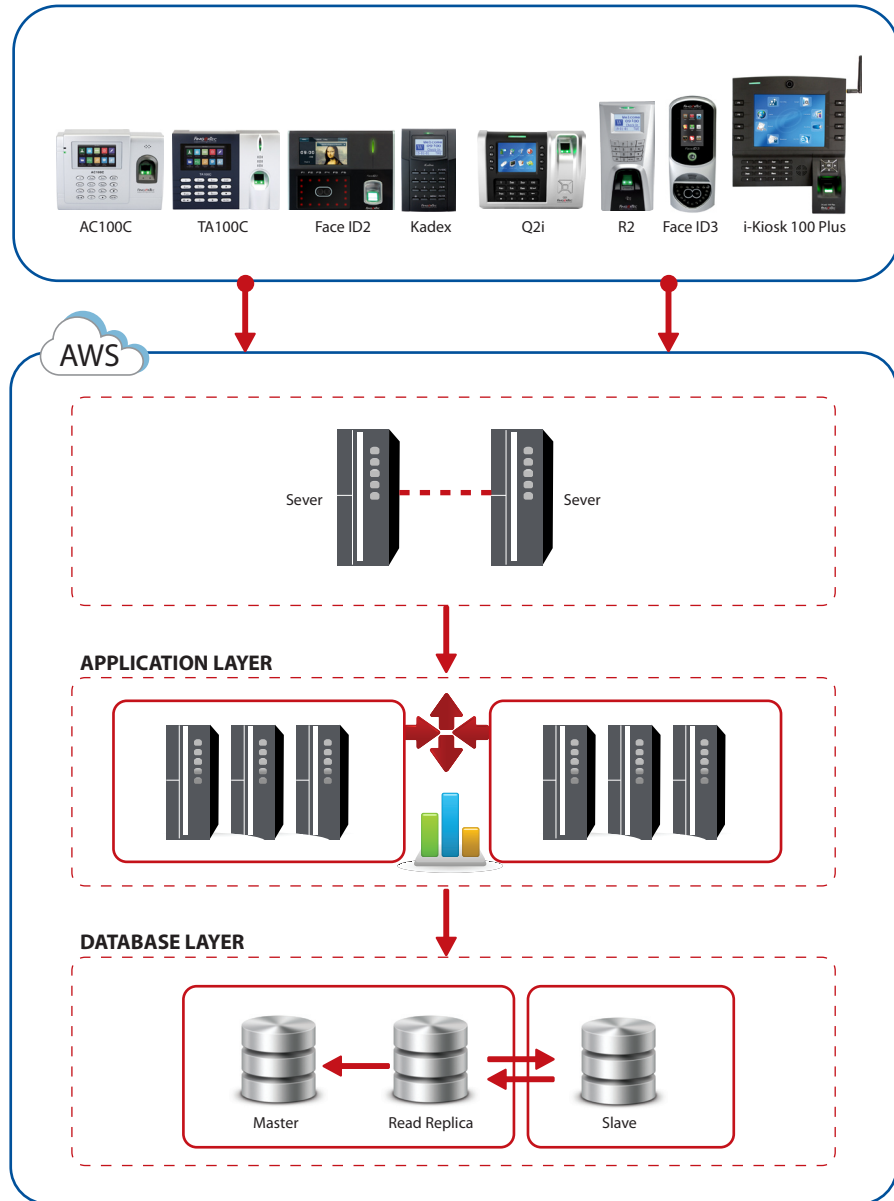 AC100C
TA100C
Face ID2
Kadex
Q2i
R2
Face ID3
i-Kiosk 100 Plus
AWS
Sever
Sever
APPLICATION LAYER
DATABASE LAYER
Master
Read Replica
Slave